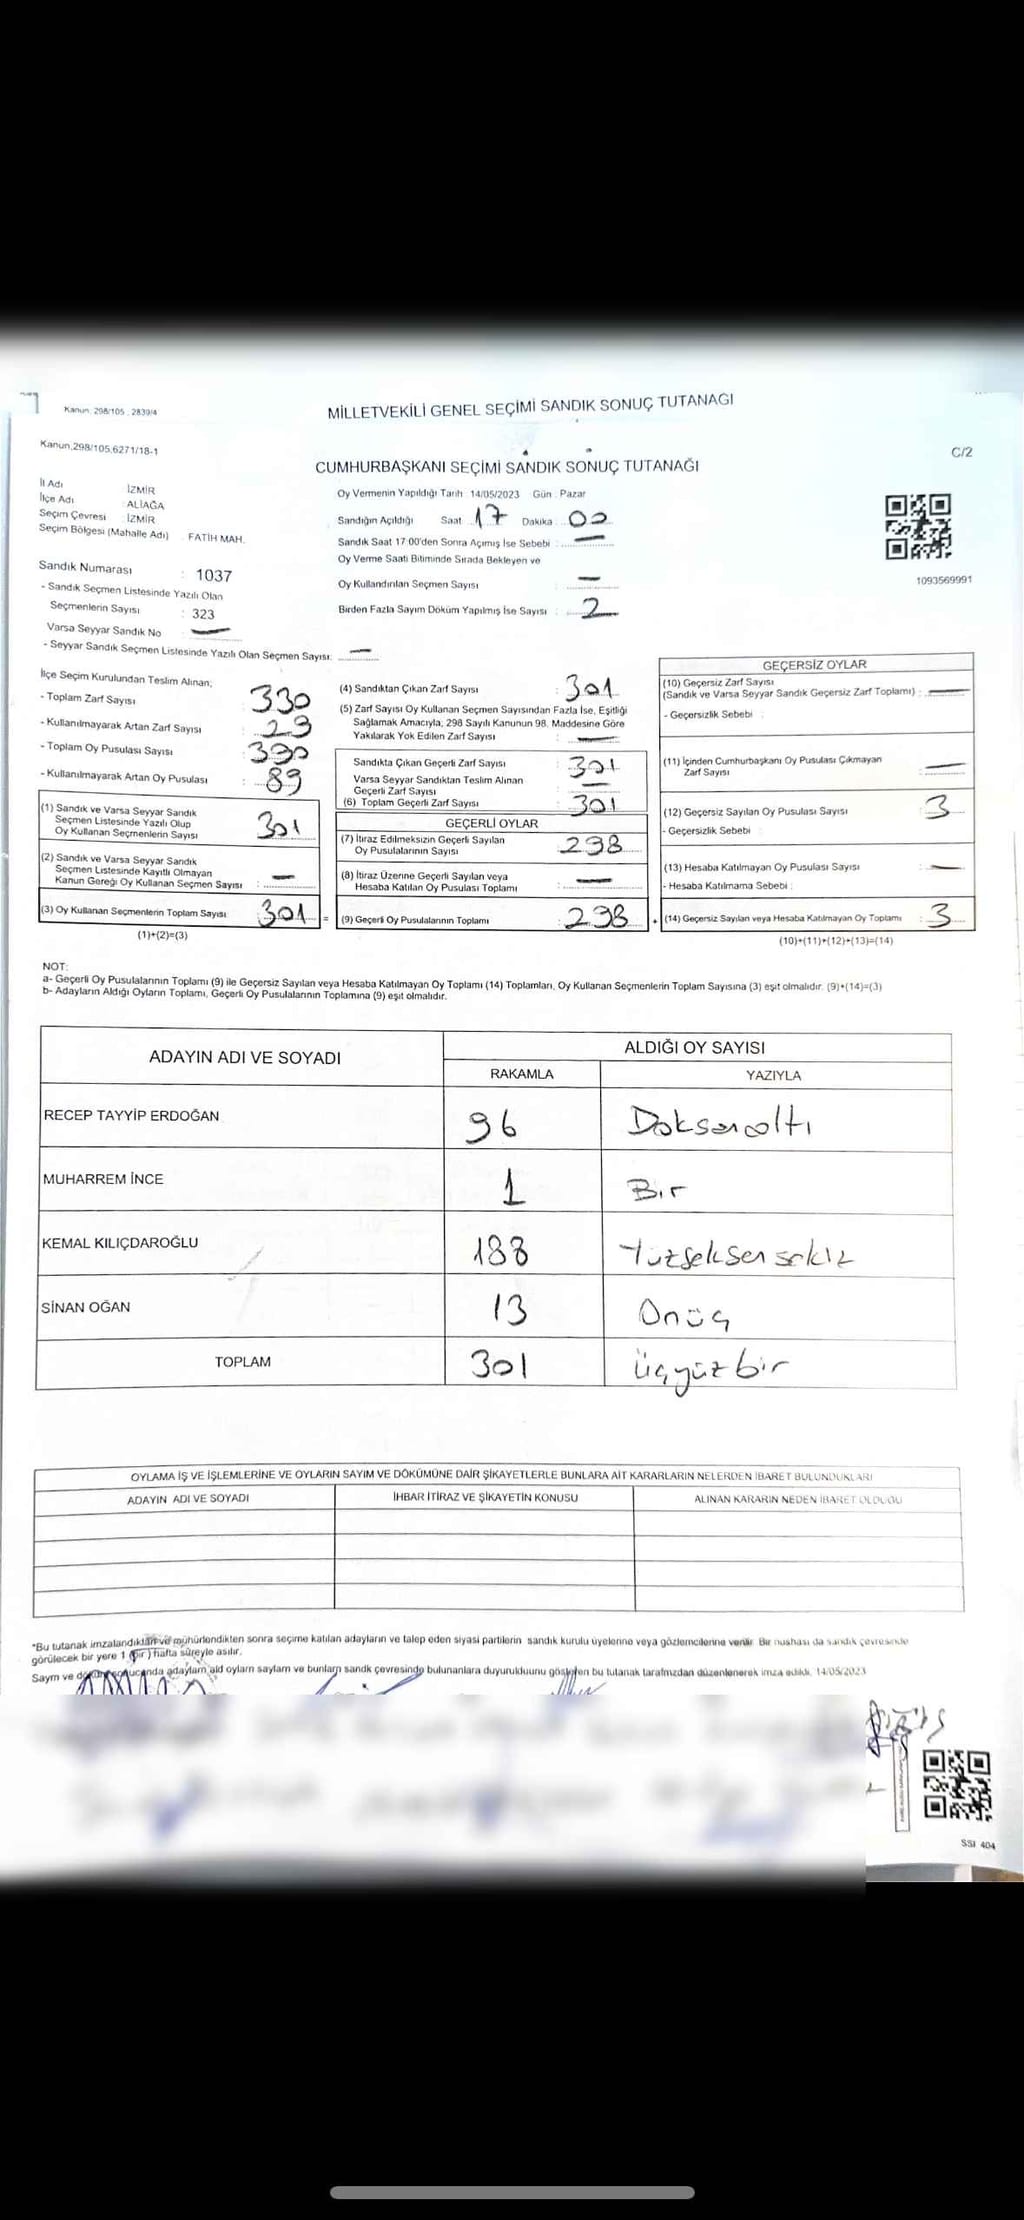 Kanun: 298/105 , 2839/4
MİLLETVEKİLİ GENEL SEÇİMİ SANDIK SONUÇ TUTANAĞI
Kanun,298/105,6271/18-1
C/2
CUMHURBAŞKANI SEÇİMİ SANDIK SONUÇ TUTANAĞI
İl Adı İZMİR
İlçe Adı ALİAĞA
Seçim Çevresi İZMİR
Seçim Bölgesi (Mahalle Adı) FATİH MAH.
Oy Vermenin Yapıldığı Tarih 14/05/2023 Gün : Pazar
Sandığın Açıldığı Saat 17 Dakika 00
Sandık Saat 17:00'den Sonra Açımış İse Sebebi : —
Oy Verme Saati Bitiminde Sırada Bekleyen ve
Oy Kullandırılan Seçmen Sayısı —
Birden Fazla Sayım Döküm Yapılmış İse Sayısı : 2
1093569991
Sandık Numarası : 1037
- Sandık Seçmen Listesinde Yazılı Olan
Seçmenlerin Sayısı : 323
Varsa Seyyar Sandık No —
- Seyyar Sandık Seçmen Listesinde Yazılı Olan Seçmen Sayısı: —
İlçe Seçim Kurulundan Teslim Alınan;
- Toplam Zarf Sayısı : 330
- Kullanılmayarak Artan Zarf Sayısı : 29
- Toplam Oy Pusulası Sayısı : 390
- Kullanılmayarak Artan Oy Pusulası : 89
(1) Sandık ve Varsa Seyyar Sandık
Seçmen Listesinde Yazılı Olup
Oy Kullanan Seçmenlerin Sayısı : 301
(2) Sandık ve Varsa Seyyar Sandık
Seçmen Listesinde Kayıtlı Olmayan
Kanun Gereği Oy Kullanan Seçmen Sayısı : —
(3) Oy Kullanan Seçmenlerin Toplam Sayısı 301 =
(1)+(2)=(3)
(4) Sandıktan Çıkan Zarf Sayısı : 301
(5) Zarf Sayısı Oy Kullanan Seçmen Sayısından Fazla İse, Eşitliği
Sağlamak Amacıyla, 298 Sayılı Kanunun 98. Maddesine Göre
Yakılarak Yok Edilen Zarf Sayısı : —
Sandıkta Çıkan Geçerli Zarf Sayısı : 301
Varsa Seyyar Sandıktan Teslim Alınan
Geçerli Zarf Sayısı : —
(6) Toplam Geçerli Zarf Sayısı : 301
GEÇERLİ OYLAR
(7) İtiraz Edilmeksizin Geçerli Sayılan
Oy Pusulalarının Sayısı : 298
(8) İtiraz Üzerine Geçerli Sayılan veya
Hesaba Katılan Oy Pusulası Toplamı : —
(9) Geçerli Oy Pusulalarının Toplamı : 298 +
GEÇERSİZ OYLAR
(10) Geçersiz Zarf Sayısı
(Sandık ve Varsa Seyyar Sandık Geçersiz Zarf Toplamı) : —
- Geçersizlik Sebebi :
(11) İçinden Cumhurbaşkanı Oy Pusulası Çıkmayan
Zarf Sayısı : —
(12) Geçersiz Sayılan Oy Pusulası Sayısı : 3
- Geçersizlik Sebebi :
(13) Hesaba Katılmayan Oy Pusulası Sayısı : —
- Hesaba Katılmama Sebebi :
(14) Geçersiz Sayılan veya Hesaba Katılmayan Oy Toplamı : 3
(10)+(11)+(12)+(13)=(14)
NOT:
a- Geçerli Oy Pusulalarının Toplamı (9) ile Geçersiz Sayılan veya Hesaba Katılmayan Oy Toplamı (14) Toplamları, Oy Kullanan Seçmenlerin Toplam Sayısına (3) eşit olmalıdır. (9)+(14)=(3)
b- Adayların Aldığı Oyların Toplamı, Geçerli Oy Pusulalarının Toplamına (9) eşit olmalıdır.
ADAYIN ADI VE SOYADI
ALDIĞI OY SAYISI
RAKAMLA YAZIYLA
RECEP TAYYİP ERDOĞAN 96 Doksanaltı
MUHARREM İNCE 1 Bir
KEMAL KILIÇDAROĞLU 188 Yüzseksensekiz
SİNAN OĞAN 13 Onüç
TOPLAM 301 üçyüzbir
OYLAMA İŞ VE İŞLEMLERİNE VE OYLARIN SAYIM VE DÖKÜMÜNE DAİR ŞİKAYETLERLE BUNLARA AİT KARARLARIN NELERDEN İBARET BULUNDUKLARI
ADAYIN ADI VE SOYADI İHBAR İTİRAZ VE ŞİKAYETİN KONUSU ALINAN KARARIN NEDEN İBARET OLDUĞU
*Bu tutanak imzalandıktan ve mühürlendikten sonra seçime katılan adayların ve talep eden siyasi partilerin sandık kurulu üyelerine veya gözlemcilerine verilir. Bir nushası da sandık çevresinde
görülecek bir yere 1 (bir) hafta süreyle asılır.
Saym ve sonucanda adaylam ald oylam saylam ve bunlam sandk çevresinde bulunanlara duyurulduunu gösteren bu tutanak tarafmzdan düzenlenerek imza edildi. 14/05/2023
SSI 404